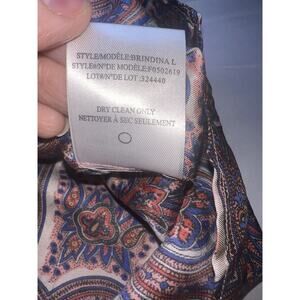 STYLE/MODÈLE:BRINDINA L
STYLE#/N°DE MODELE:F0502619
LOT#/N°DE LOT :324440
DRY CLEAN ONLY
NETTOYER À SEC SEULEMENT